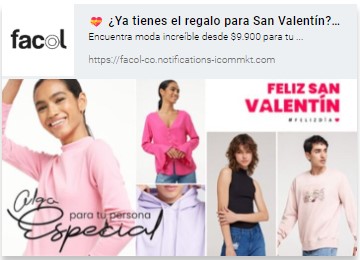 facol
❤️ ¿Ya tienes el regalo para San Valentín?...
Encuentra moda increíble desde $9.900 para tu ...
https://facol-co.notifications-icommkt.com...
FELIZ SAN
VALENTÍN
#FELIZDÍA
Algo
para tu persona
Especial